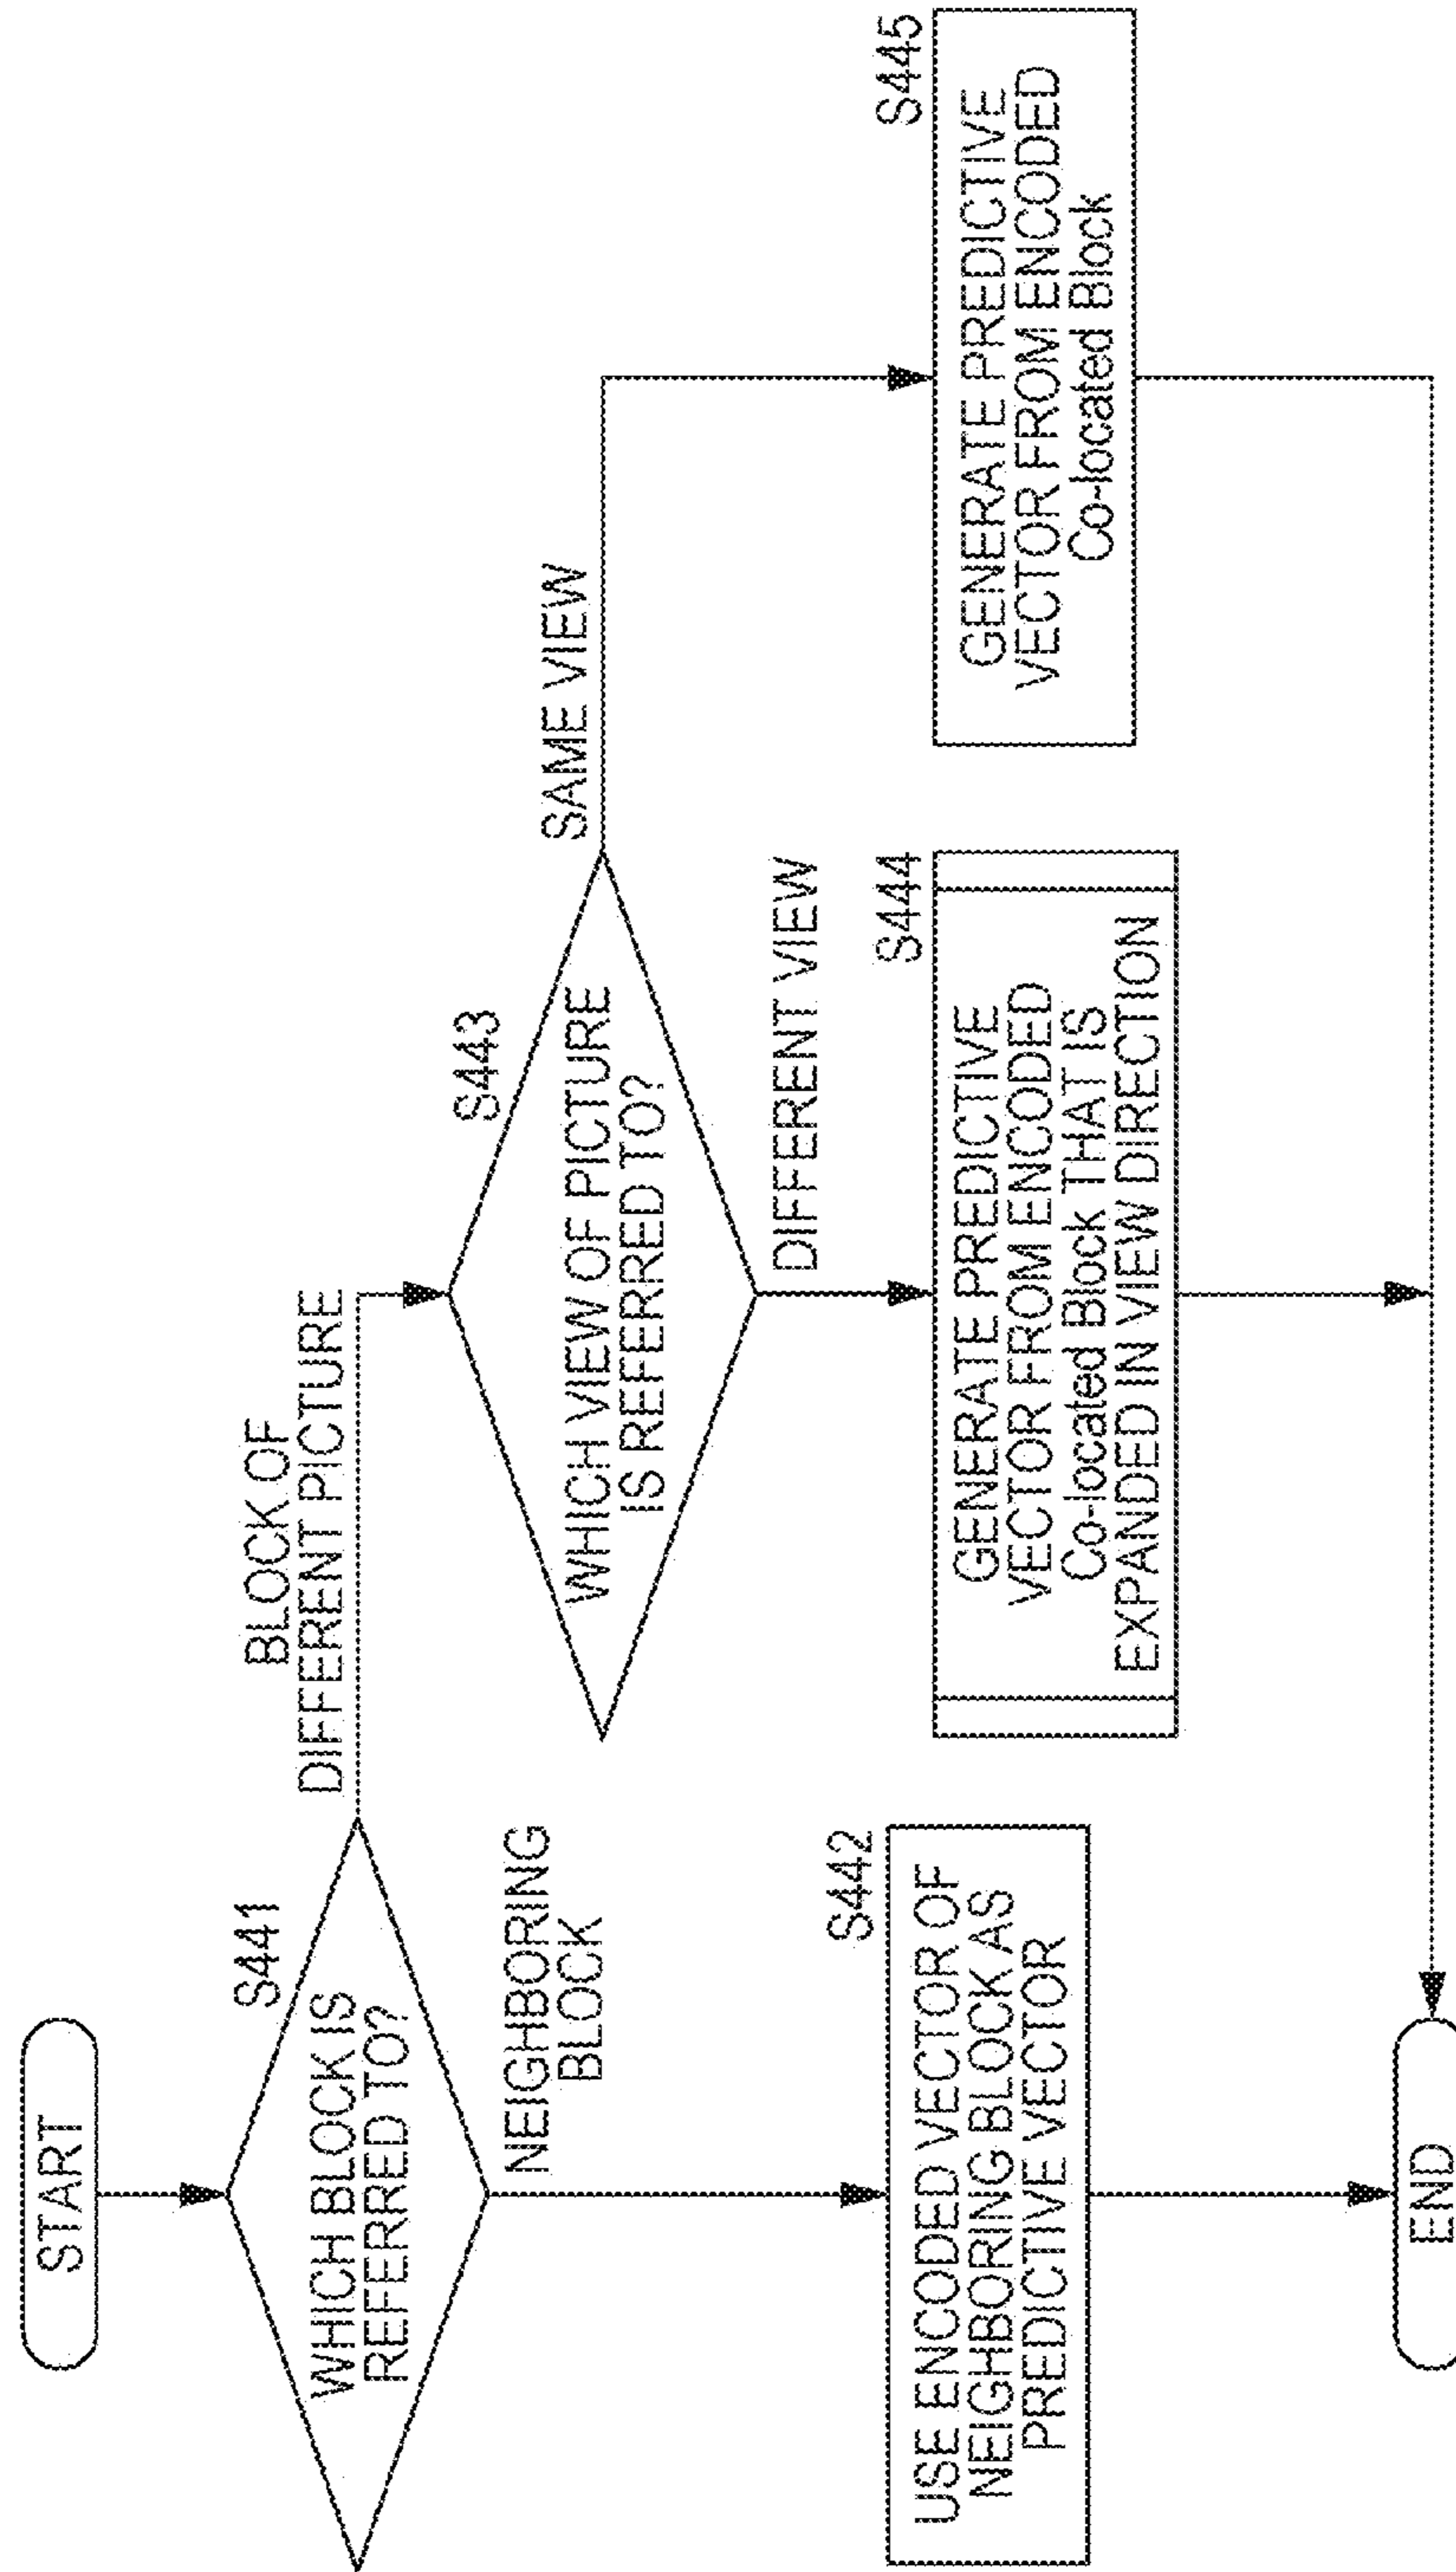 START
S441
WHICH BLOCK IS
REFERRED TO?
BLOCK OF
DIFFERENT PICTURE
NEIGHBORING
BLOCK
S442
USE ENCODED VECTOR OF
NEIGHBORING BLOCK AS
PREDICTIVE VECTOR
S443
WHICH VIEW OF PICTURE
IS REFERRED TO?
SAME VIEW
DIFFERENT VIEW
S444
GENERATE PREDICTIVE
VECTOR FROM ENCODED
Co-located Block THAT IS
EXPANDED IN VIEW DIRECTION
S445
GENERATE PREDICTIVE
VECTOR FROM ENCODED
Co-located Block
END